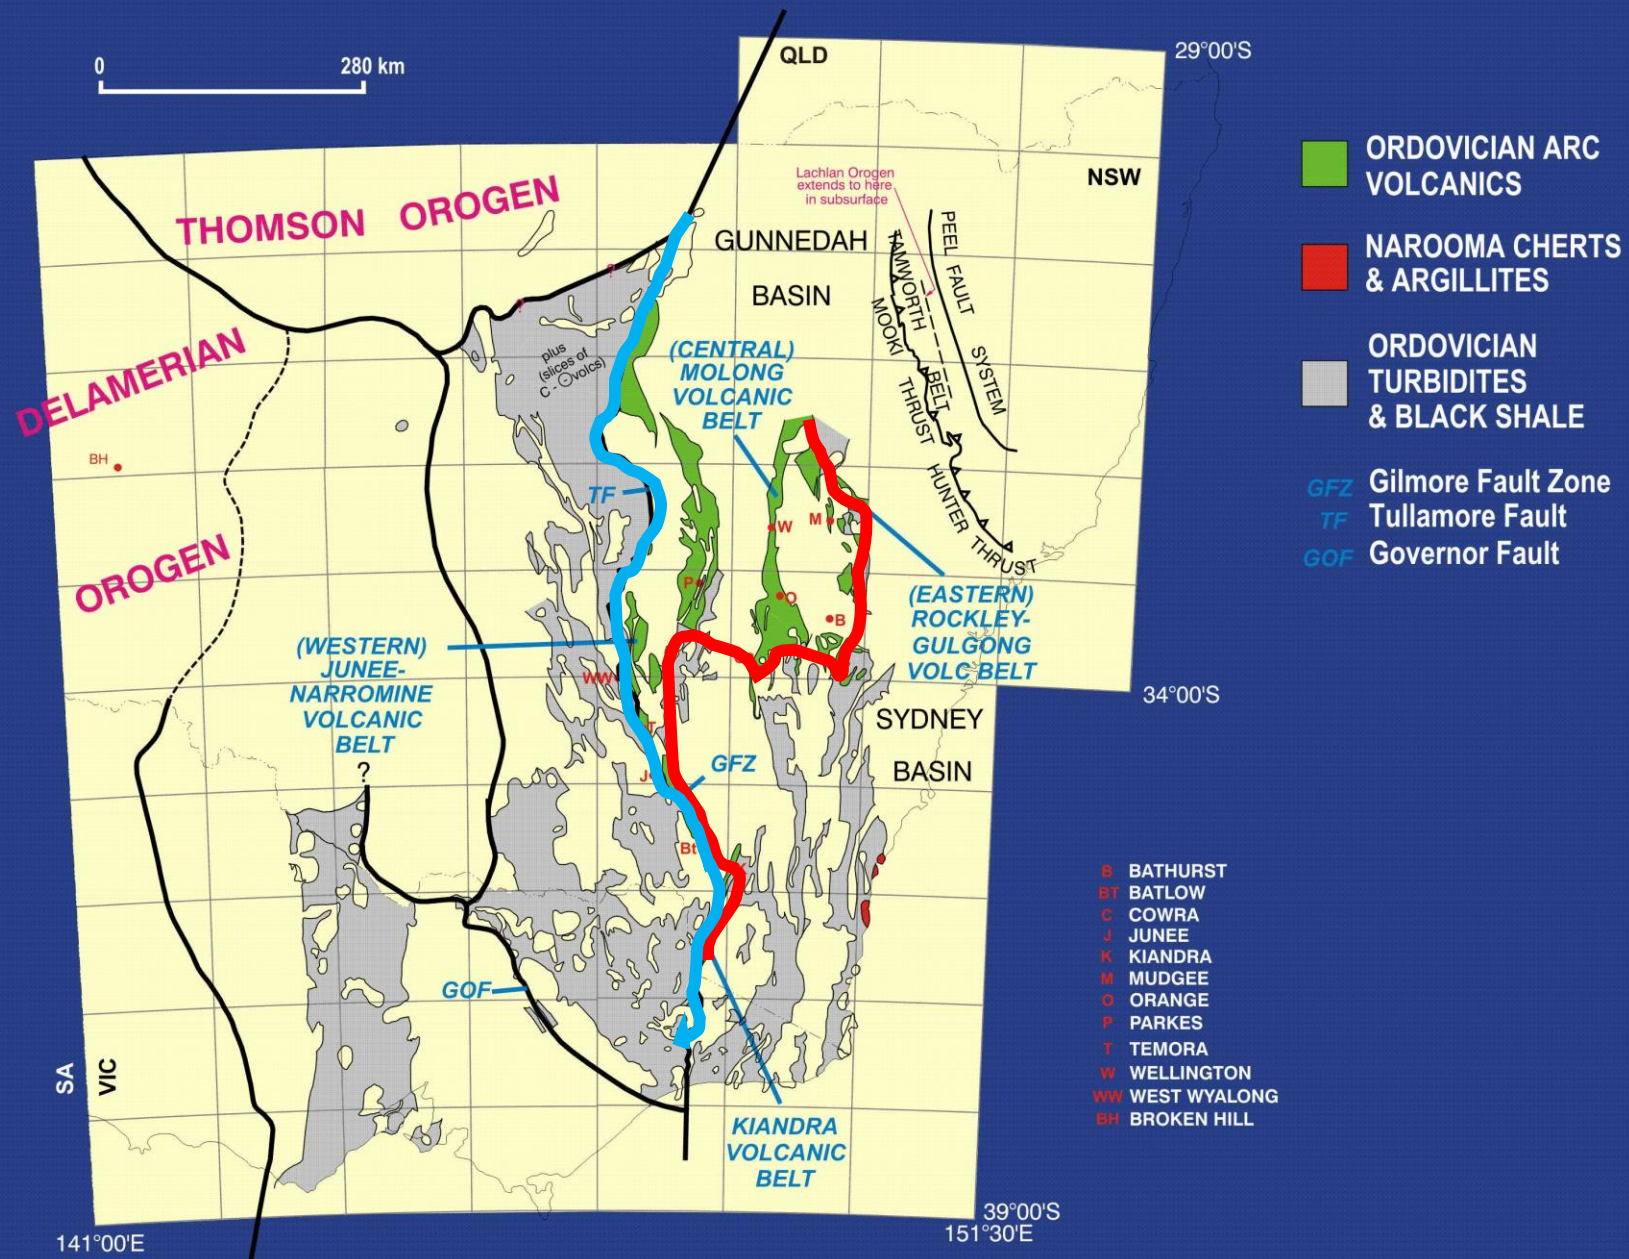 0
280 km
QLD
29°00'S
NSW
Lachlan Orogen
extends to here
in subsurface
THOMSON OROGEN
GUNNEDAH
BASIN
PEEL FAULT
SYSTEM
TAMWORTH
BELT
MOOKI
THRUST
HUNTER
THRUST
?
?
plus
(slices of
volcs)
DELAMERIAN
OROGEN
BH
(CENTRAL)
MOLONG
VOLCANIC
BELT
TF
W
M
P
O
B
(EASTERN)
ROCKLEY-
GULGONG
VOLC BELT
(WESTERN)
JUNEE-
NARROMINE
VOLCANIC
BELT
?
WW
T
J
GFZ
Bt
34°00'S
SYDNEY
BASIN
GOF
SA
VIC
KIANDRA
VOLCANIC
BELT
39°00'S
151°30'E
141°00'E
ORDOVICIAN ARC
VOLCANICS
NAROOMA CHERTS
& ARGILLITES
ORDOVICIAN
TURBIDITES
& BLACK SHALE
GFZ Gilmore Fault Zone
TF Tullamore Fault
GOF Governor Fault
B BATHURST
BT BATLOW
C COWRA
J JUNEE
K KIANDRA
M MUDGEE
O ORANGE
P PARKES
T TEMORA
W WELLINGTON
WW WEST WYALONG
BH BROKEN HILL